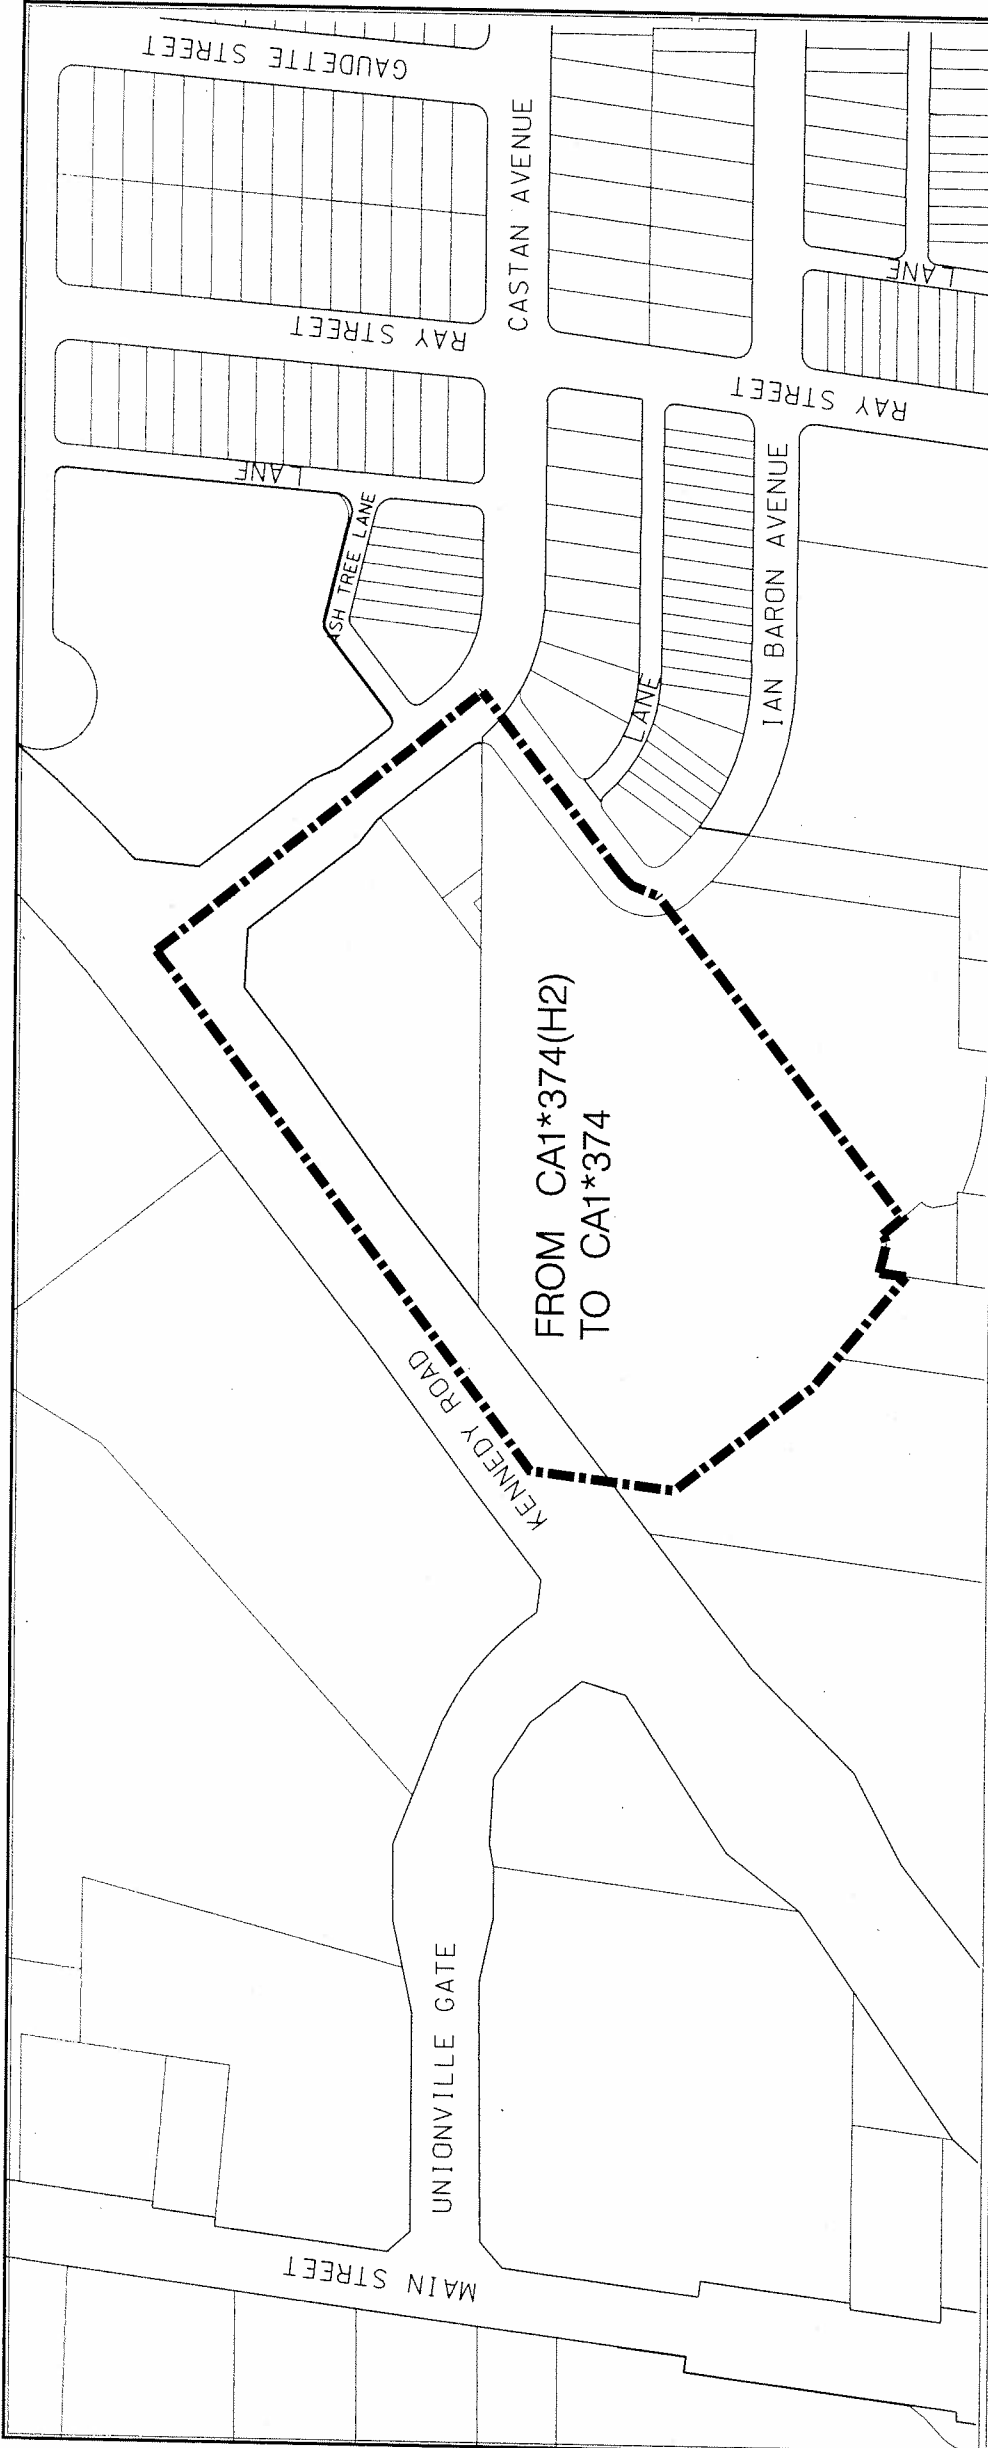 GAUDETTE STREET
CASTAN AVENUE
RAY STREET
LANE
RAY STREET
LANE
ASH TREE LANE
IAN BARON AVENUE
LANE
FROM CA1*374(H2)
TO CA1*374
KENNEDY ROAD
UNIONVILLE GATE
MAIN STREET